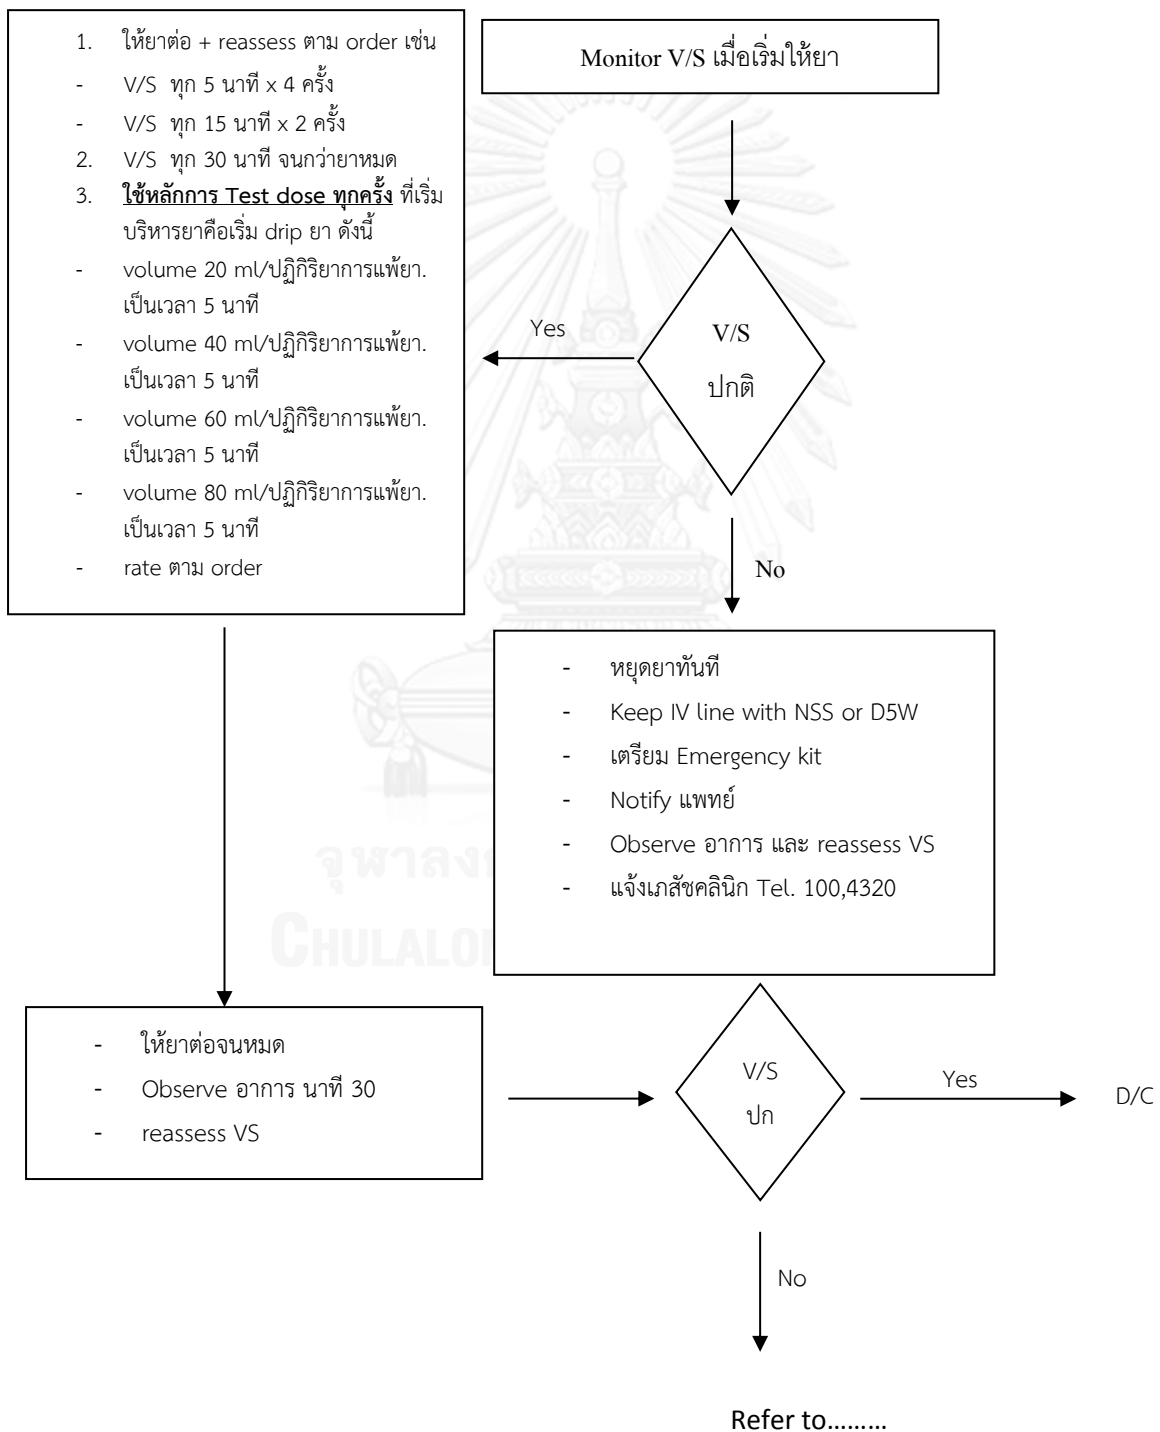 1. ให้ยาต่อ + reassess ตาม order เช่น
- V/S ทุก 5 นาที x 4 ครั้ง
- V/S ทุก 15 นาที x 2 ครั้ง
2. V/S ทุก 30 นาที จนกว่ายาหมด
3. ใช้หลักการ Test dose ทุกครั้ง ที่เริ่ม
บริหารยาคือเริ่ม drip ยา ดังนี้
- volume 20 ml/ปฏิกิริยาการแพ้ยา.
เป็นเวลา 5 นาที
- volume 40 ml/ปฏิกิริยาการแพ้ยา.
เป็นเวลา 5 นาที
- volume 60 ml/ปฏิกิริยาการแพ้ยา.
เป็นเวลา 5 นาที
- volume 80 ml/ปฏิกิริยาการแพ้ยา.
เป็นเวลา 5 นาที
- rate ตาม order
Monitor V/S เมื่อเริ่มให้ยา
Yes
V/S
ปกติ
No
- หยุดยาทันที
- Keep IV line with NSS or D5W
- เตรียม Emergency kit
- Notify แพทย์
- Observe อาการ และ reassess VS
- แจ้งเภสัชคลินิก Tel. 100,4320
จุฬาลง
CHULALO
- ให้ยาต่อจนหมด
- Observe อาการ นาที 30
- reassess VS
V/S
ปก
Yes
D/C
No
Refer to.........